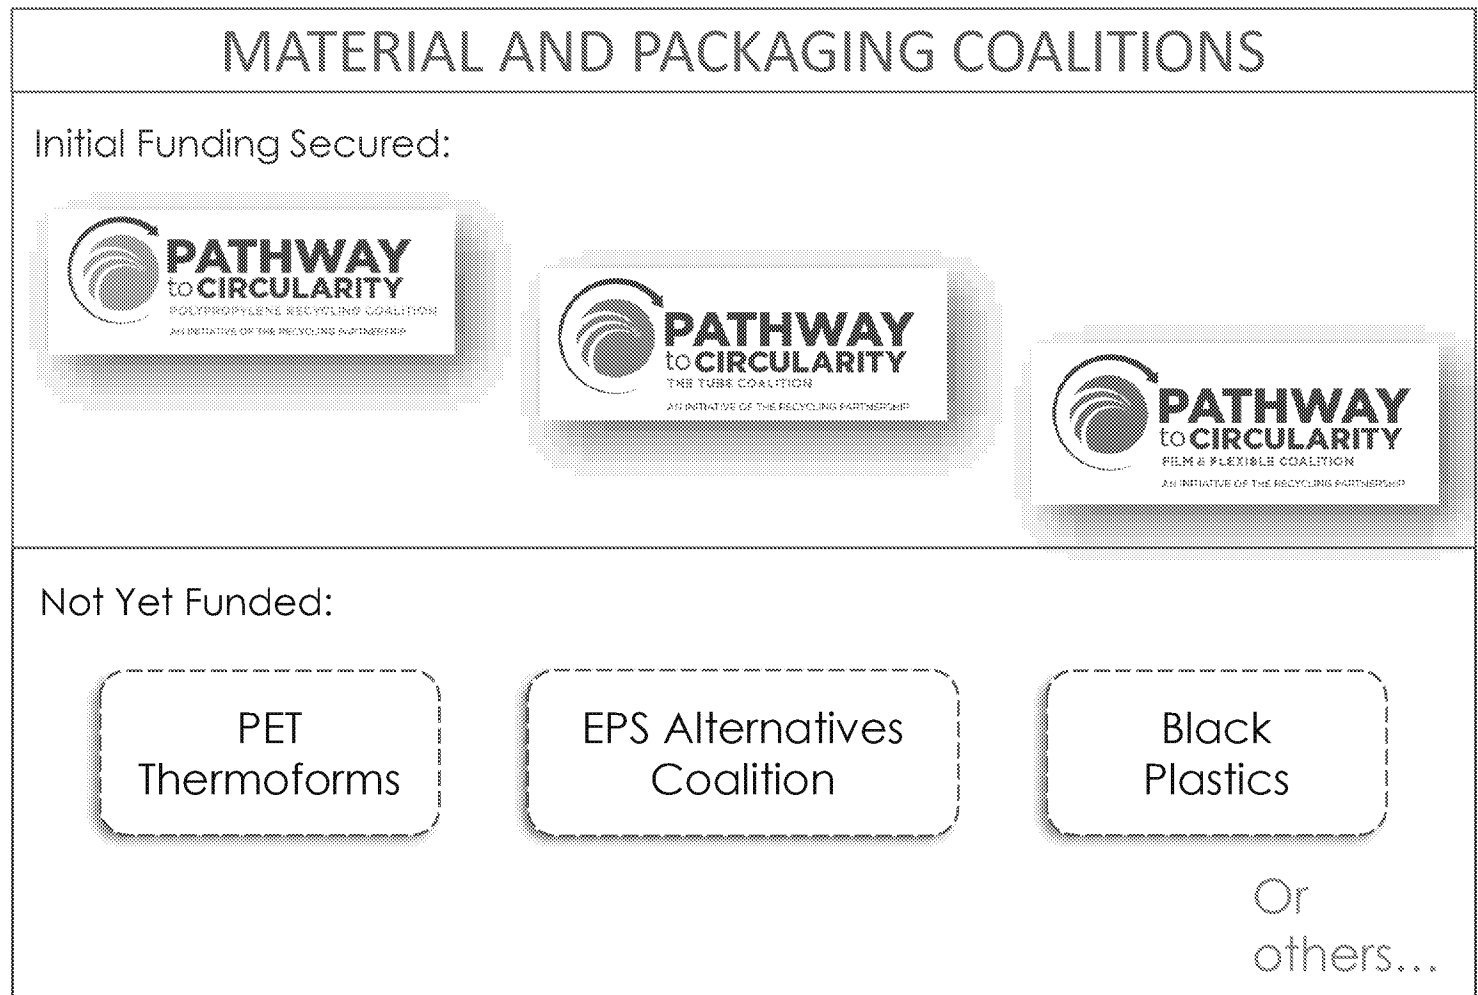 MATERIAL AND PACKAGING COALITIONS
Initial Funding Secured:
PATHWAY
to CIRCULARITY
POLYPROPYLENE RECYCLING COALITION
AN INITIATIVE OF THE RECYCLING PARTNERSHIP
PATHWAY
to CIRCULARITY
THE TUBE COALITION
AN INITIATIVE OF THE RECYCLING PARTNERSHIP
PATHWAY
to CIRCULARITY
FILM & FLEXIBLE COALITION
AN INITIATIVE OF THE RECYCLING PARTNERSHIP
Not Yet Funded:
PET
Thermoforms
EPS Alternatives
Coalition
Black
Plastics
Or
others...